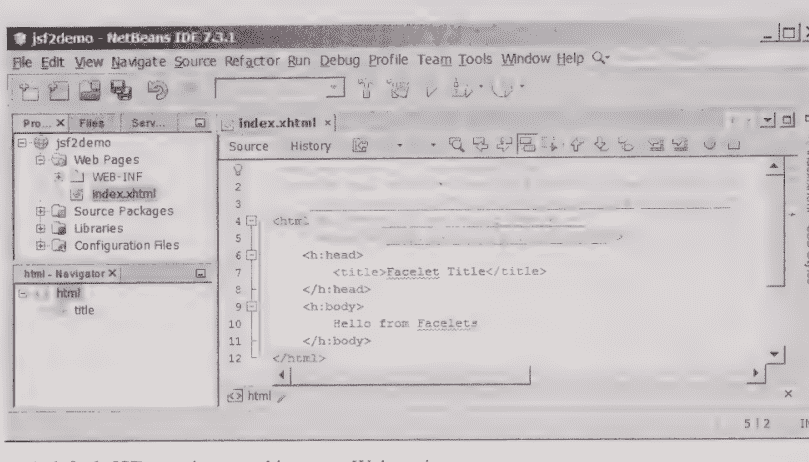 jsf2demo - NetBeans IDE 7.3.1
File Edit View Navigate Source Refactor Run Debug Profile Team Tools Window Help
Pro... × Files Serv...
index.xhtml ×
jsf2demo
Web Pages
WEB-INF
index.xhtml
Source Packages
Libraries
Configuration Files
html - Navigator ×
html
title
Source History
2
3
4 <html
5
6 <h:head>
7 <title>Facelet Title</title>
8 </h:head>
9 <h:body>
10 Hello from Facelets
11 </h:body>
12 </html>
html
5 | 2 IN